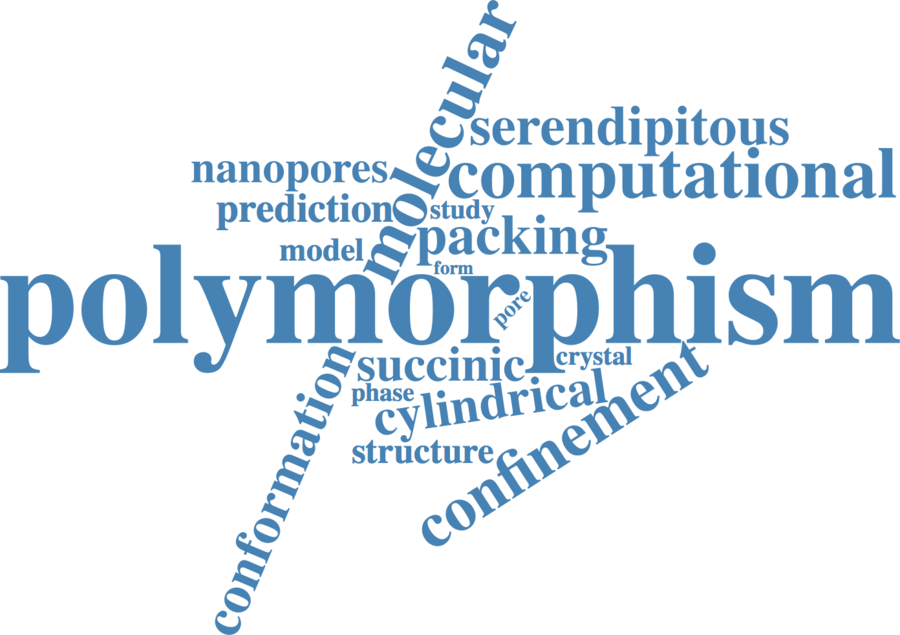 molecular
serendipitous
nanopores
computational
prediction
study
packing
model
form
polymorphism
pore
succinic
crystal
conformation
phase
cylindrical
confinement
structure